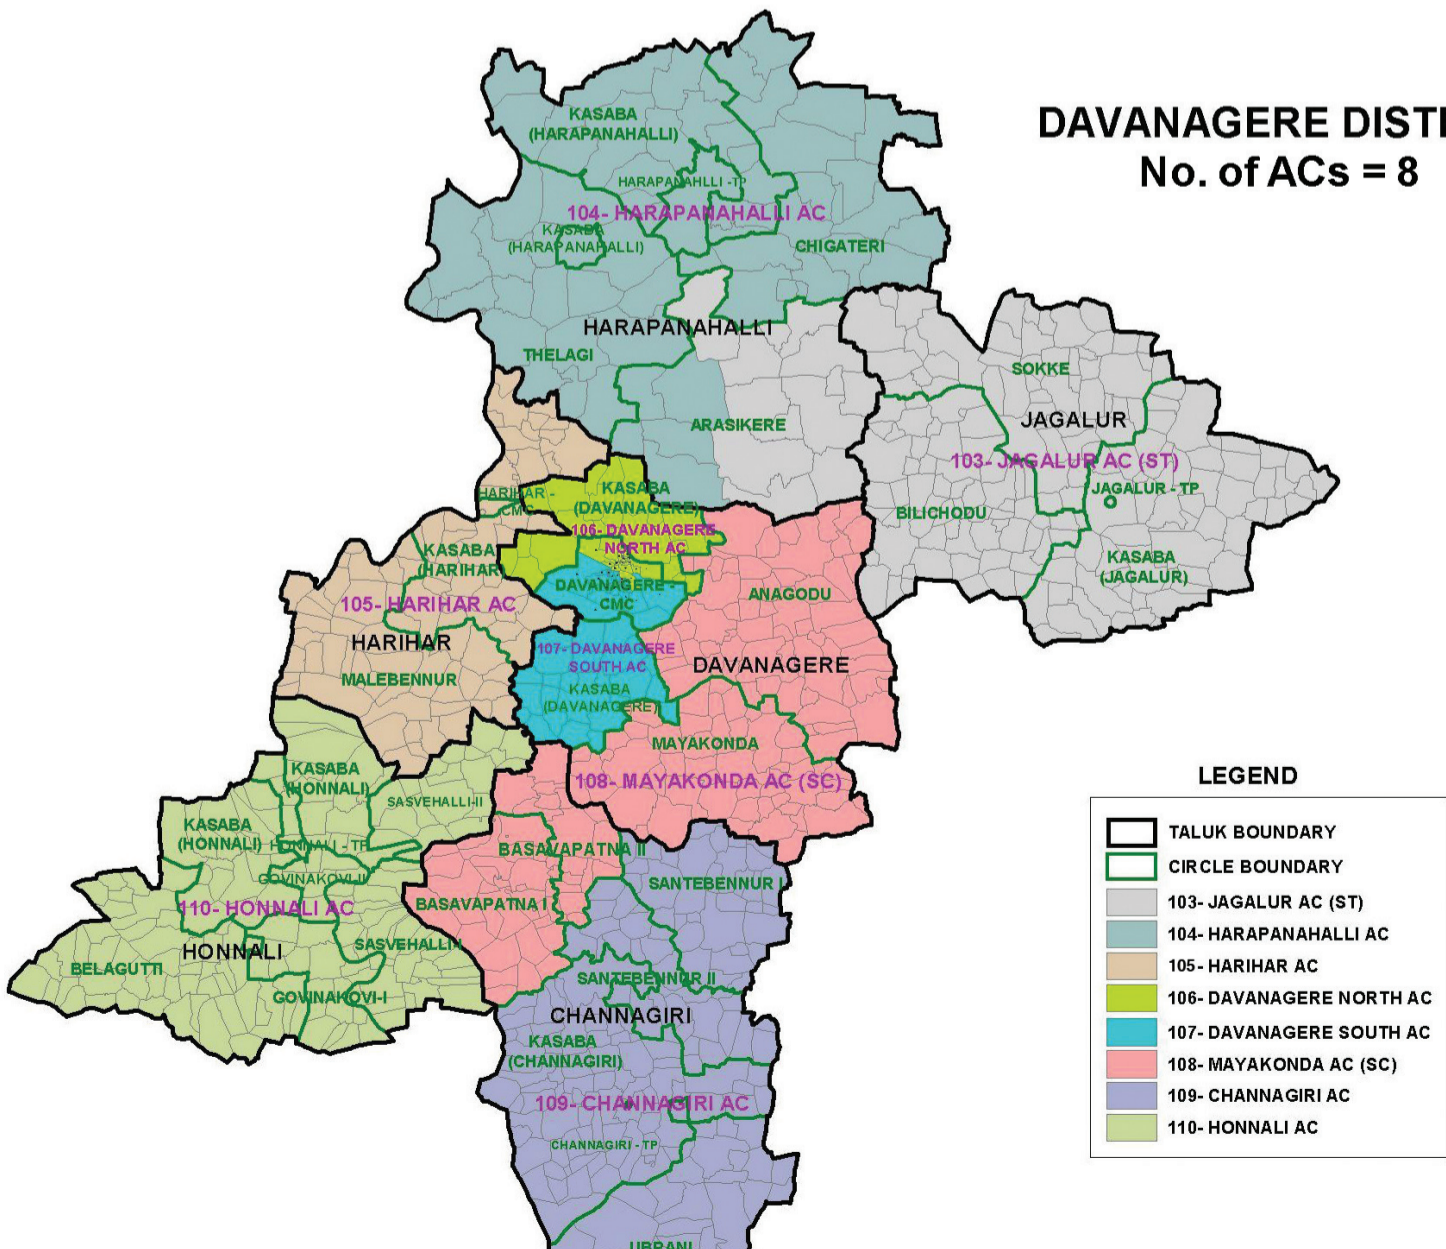 DAVANAGERE DISTI
No. of ACs = 8
KASABA
(HARAPANAHALLI)
HARAPANAHLLI -TP
104- HARAPANAHALLI AC
KASABA
(HARAPANAHALLI)
CHIGATERI
HARAPANAHALLI
THELAGI
ARASIKERE
SOKKE
JAGALUR
103- JAGALUR AC (ST)
JAGALUR - TP
BILICHODU
KASABA
(JAGALUR)
HARIHAR -
CMC
KASABA
(DAVANAGERE)
106- DAVANAGERE
NORTH AC
KASABA
(HARIHAR)
DAVANAGERE -
CMC
ANAGODU
105- HARIHAR AC
HARIHAR
MALEBENNUR
107- DAVANAGERE
SOUTH AC
DAVANAGERE
KASABA
(DAVANAGERE)
MAYAKONDA
108- MAYAKONDA AC (SC)
KASABA
(HONNALI)
SASVEHALLI-II
KASABA
(HONNALI)
HONNALI - TP
GOVINAKOVI-II
110- HONNALI AC
HONNALI
SASVEHALLI-I
BELAGUTTI
GOVINAKOVI-I
BASAVAPATNA II
BASAVAPATNA I
SANTEBENNUR I
SANTEBENNUR II
CHANNAGIRI
KASABA
(CHANNAGIRI)
109- CHANNAGIRI AC
CHANNAGIRI - TP
UBRANI
LEGEND
TALUK BOUNDARY
CIRCLE BOUNDARY
103- JAGALUR AC (ST)
104- HARAPANAHALLI AC
105- HARIHAR AC
106- DAVANAGERE NORTH AC
107- DAVANAGERE SOUTH AC
108- MAYAKONDA AC (SC)
109- CHANNAGIRI AC
110- HONNALI AC